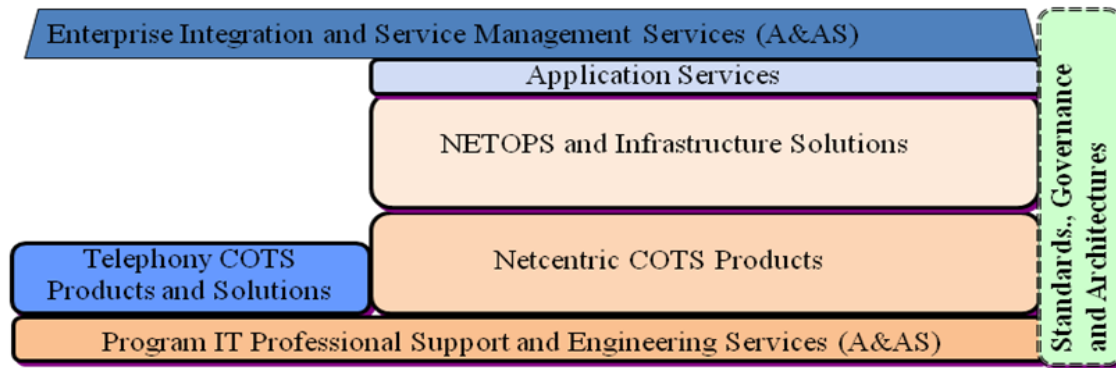 Enterprise Integration and Service Management Services (A&AS)
Application Services
NETOPS and Infrastructure Solutions
Telephony COTS
Products and Solutions
Netcentric COTS Products
Program IT Professional Support and Engineering Services (A&AS)
Standards., Governance
and Architectures